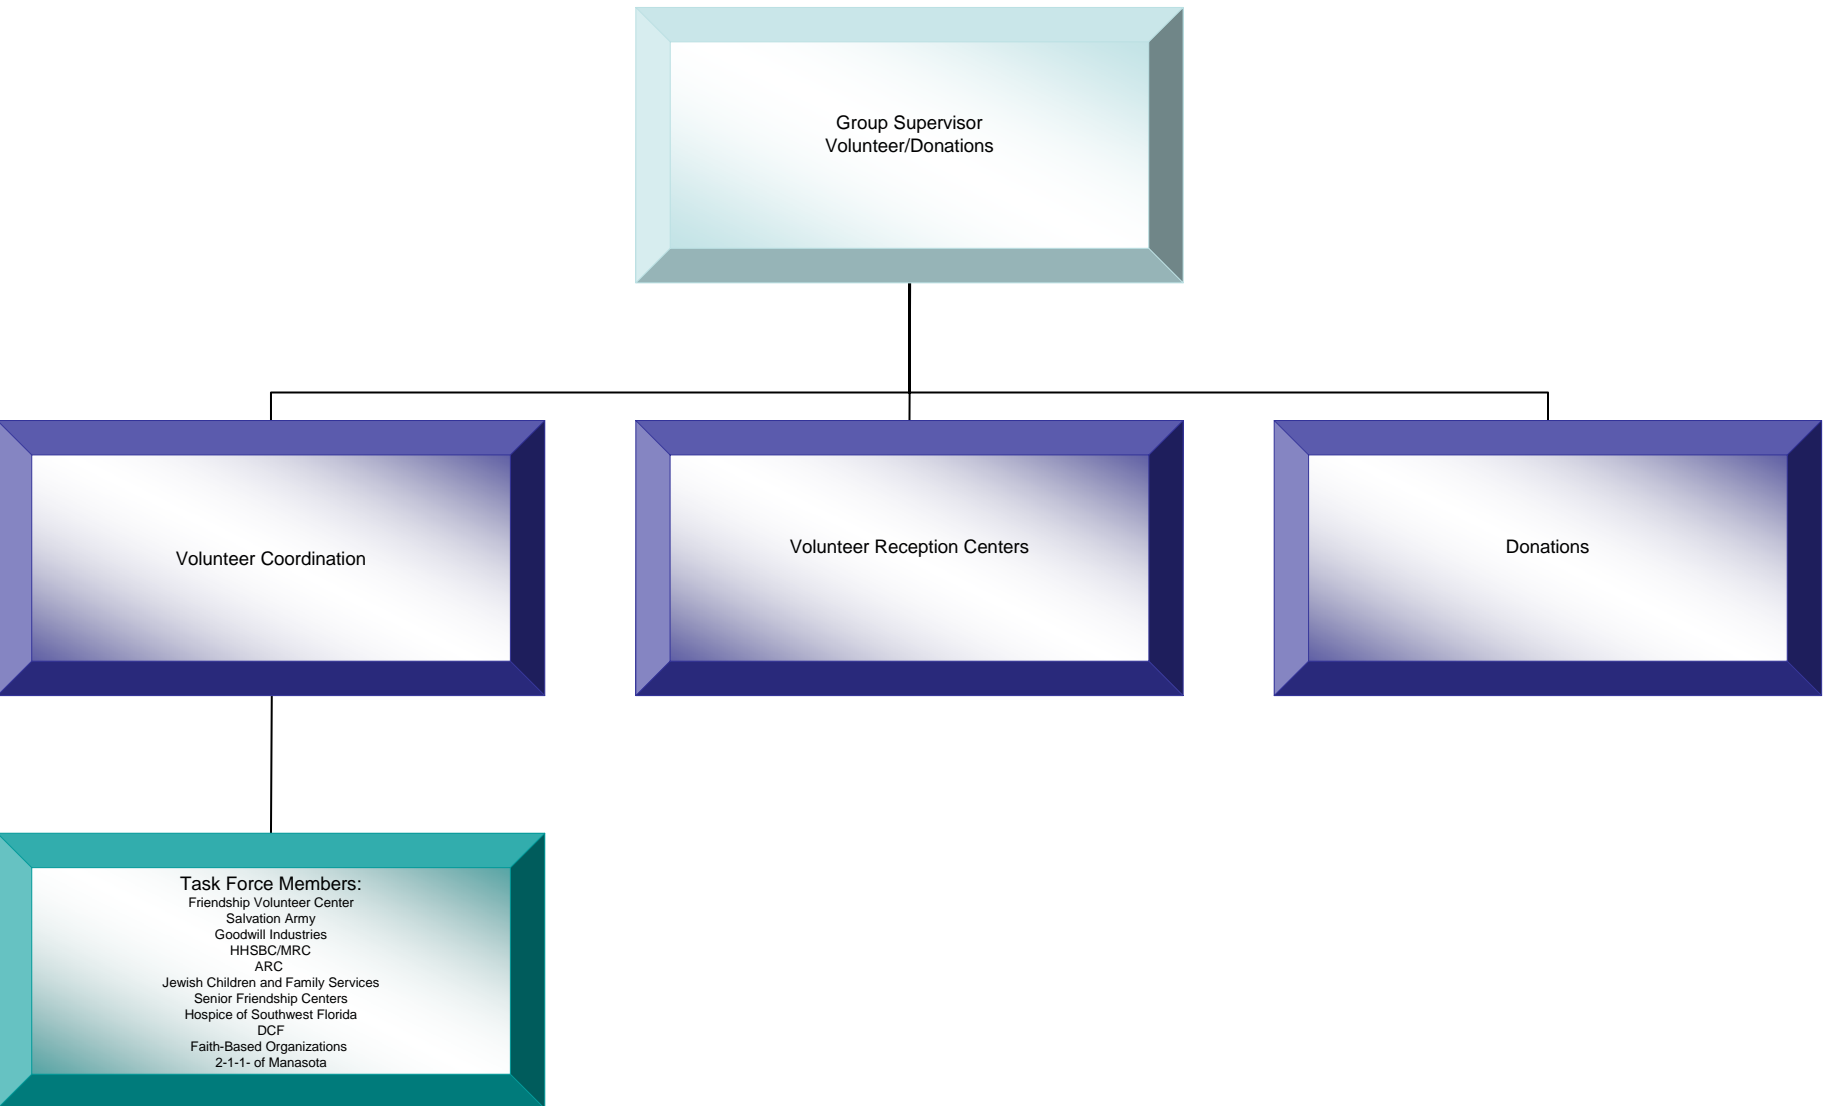 Group Supervisor
Volunteer/Donations
Volunteer Coordination
Volunteer Reception Centers
Donations
Task Force Members:
Friendship Volunteer Center
Salvation Army
Goodwill Industries
HHSBC/MRC
ARC
Jewish Children and Family Services
Senior Friendship Centers
Hospice of Southwest Florida
DCF
Faith-Based Organizations
2-1-1- of Manasota